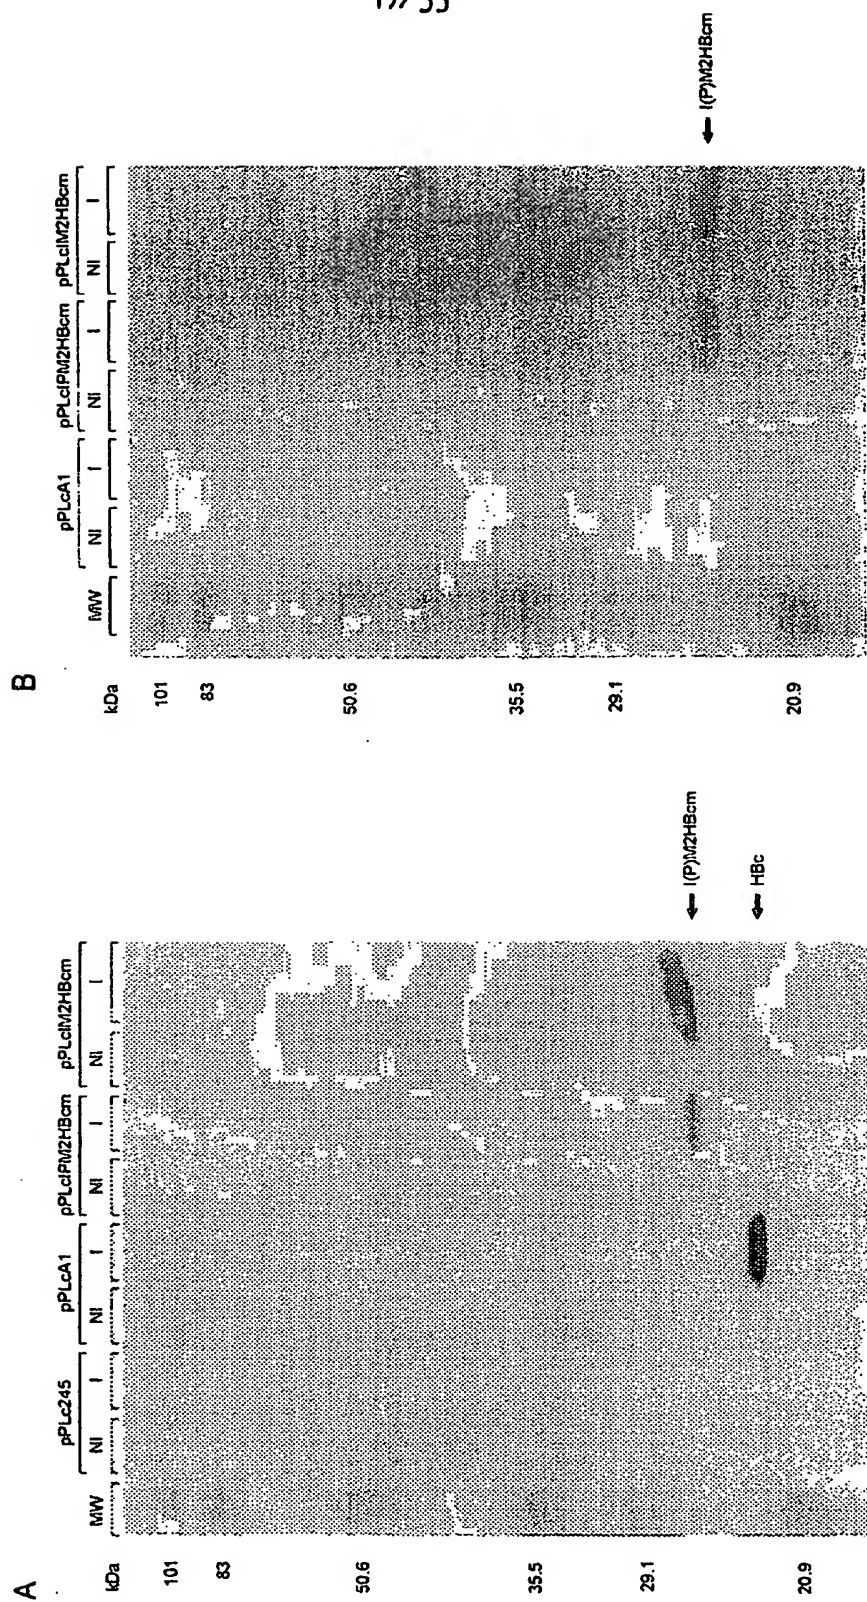 A
pPLc245 pPLcA1 pPLcIPM2HBcm pPLcIM2HBcm
kDa MW NI I NI I NI I NI I
101
83
50.6
35.5
29.1
I(P)M2HBcm
HBc
20.9
B
pPLcA1 pPLcIPM2HBcm pPLcIM2HBcm
kDa MW NI I NI I NI I
101
83
50.6
35.5
29.1
I(P)M2HBcm
20.9